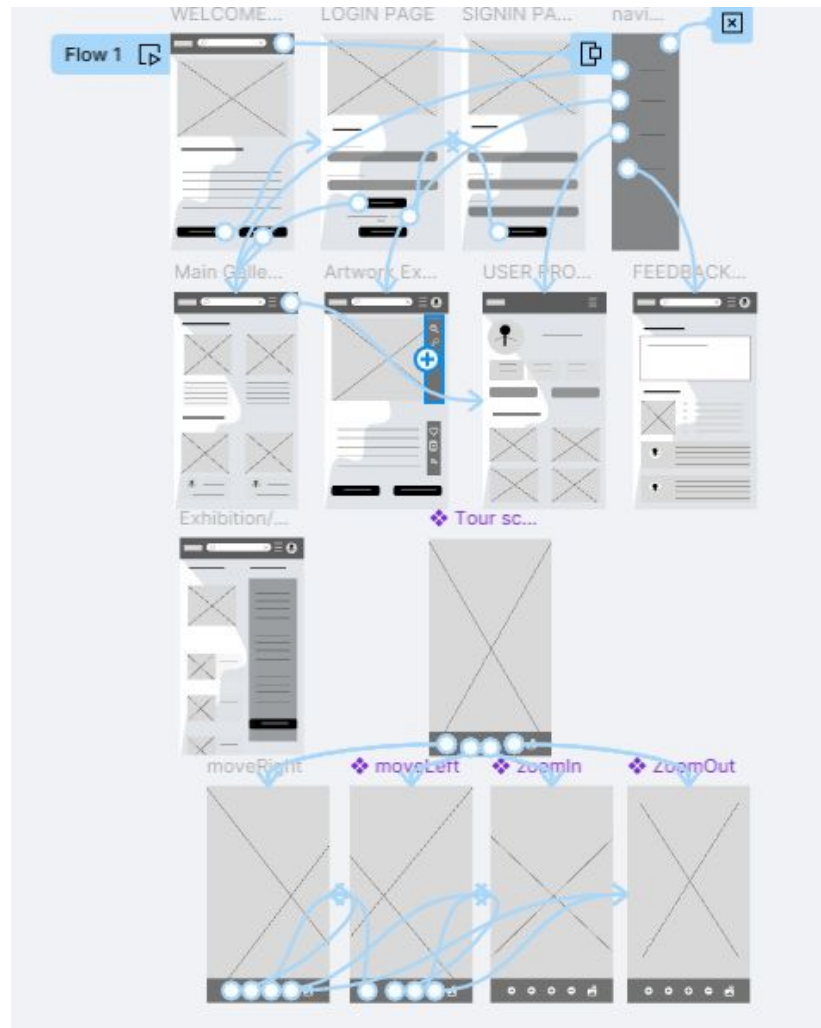 WELCOME...
LOGIN PAGE
SIGNIN PA...
navi...
Flow 1
Main Galle...
Artwork Ex...
USER PRO...
FEEDBACK...
Exhibition/...
Tour sc...
moveRight
moveLeft
zoomIn
ZoomOut